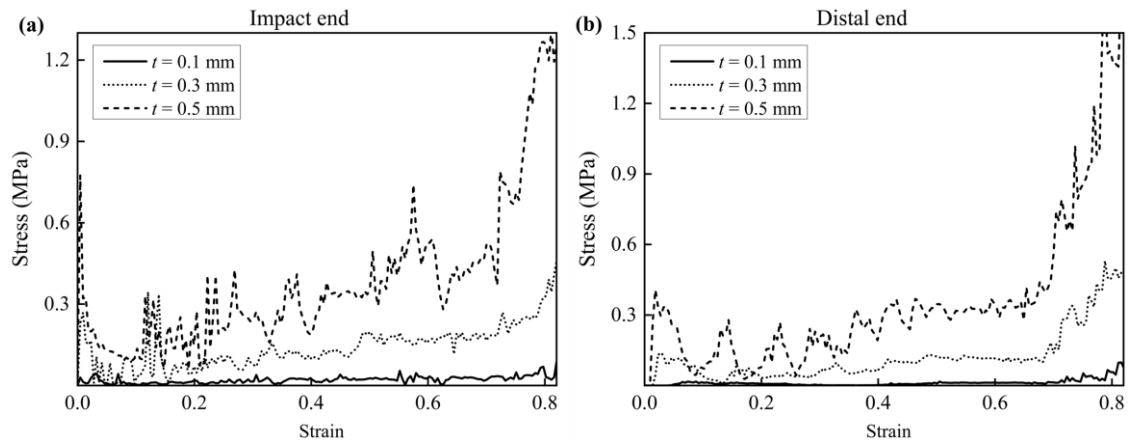 (a)
Impact end
t = 0.1 mm
t = 0.3 mm
t = 0.5 mm
Stress (MPa)
1.2
0.9
0.6
0.3
0.0 0.2 0.4 0.6 0.8
Strain
(b)
Distal end
t = 0.1 mm
t = 0.3 mm
t = 0.5 mm
Stress (MPa)
1.5
1.2
0.9
0.6
0.3
0.0 0.2 0.4 0.6 0.8
Strain